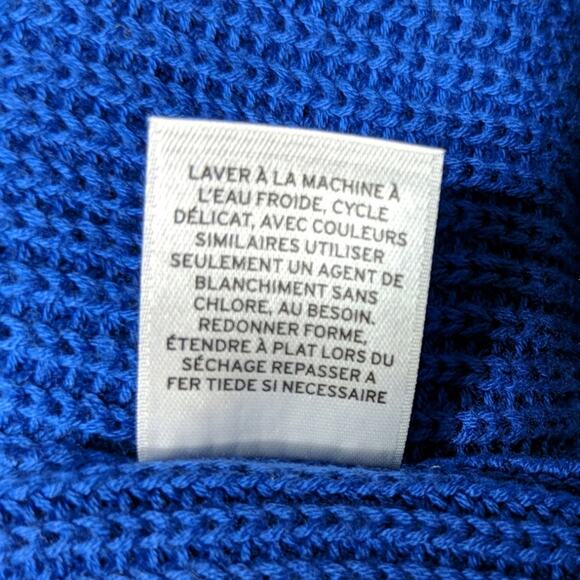 LAVER À LA MACHINE À
L'EAU FROIDE, CYCLE
DÉLICAT, AVEC COULEURS
SIMILAIRES UTILISER
SEULEMENT UN AGENT DE
BLANCHIMENT SANS
CHLORE, AU BESOIN.
REDONNER FORME,
ÉTENDRE À PLAT LORS DU
SÉCHAGE REPASSER A
FER TIEDE SI NECESSAIRE